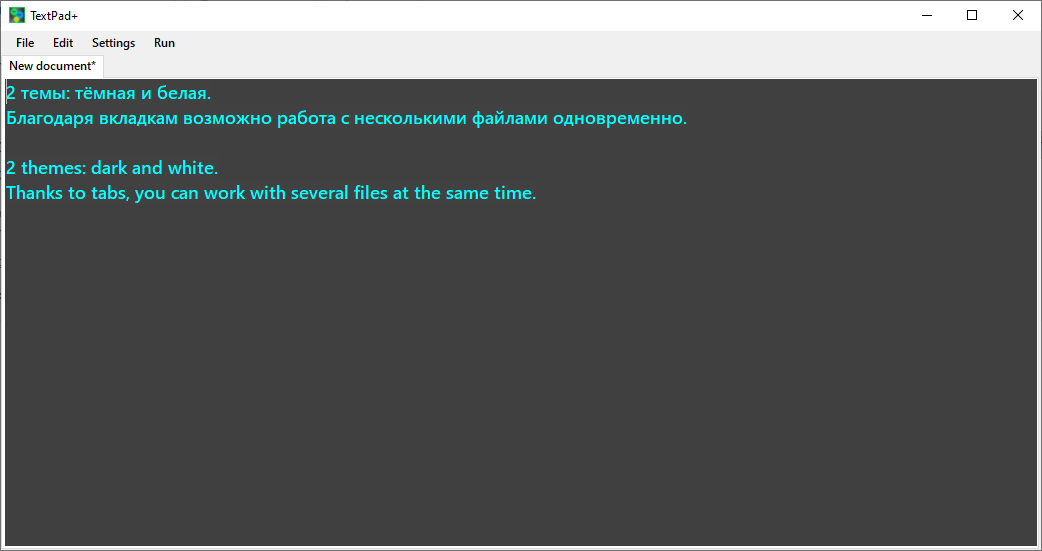 TextPad+
File Edit Settings Run
New document*
2 темы: тёмная и белая.
Благодаря вкладкам возможно работа с несколькими файлами одновременно.
2 themes: dark and white.
Thanks to tabs, you can work with several files at the same time.